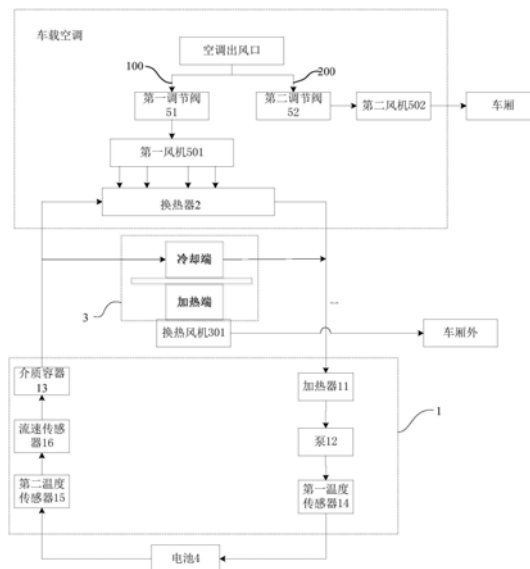 车载空调
空调出风口
100
200
第一调节阀
51
第二调节阀
52
第二风机502
车厢
第一风机501
换热器2
冷却端
加热端
3
换热风机301
车厢外
介质容器
13
加热器11
1
流速传感
器16
泵12
第二温度
传感器15
第一温度
传感器14
电池4